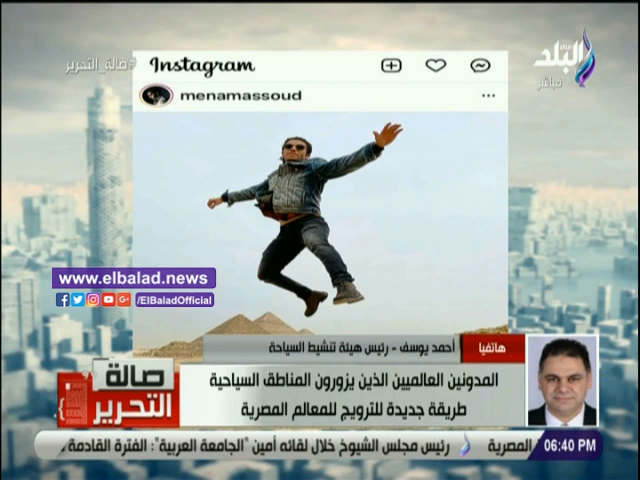 #صالة_التحرير
صدى البلد
مباشر
Instagram
menamassoud
www.elbalad.news
/ElBaladOfficial
هاتفيا
أحمد يوسف - رئيس هيئة تنشيط السياحة
المدونين العالميين الذين يزورون المناطق السياحية
طريقة جديدة للترويج للمعالم المصرية
صالة
التحرير
المصرية رئيس مجلس الشيوخ خلال لقائه أمين "الجامعة العربية": الفترة القادمة
06:40 PM